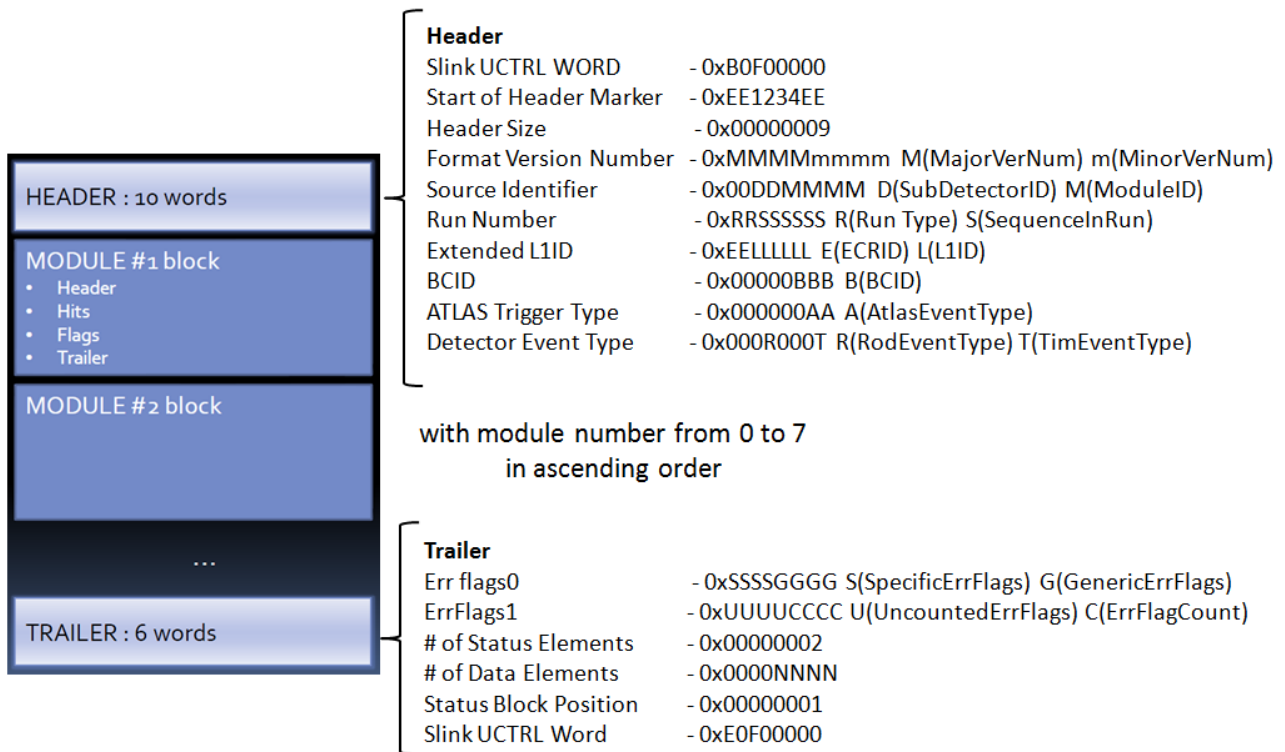 Header
Slink UCTRL WORD - 0xB0F00000
Start of Header Marker - 0xEE1234EE
Header Size - 0x00000009
Format Version Number - 0xMMMMmmmm M(MajorVerNum) m(MinorVerNum)
Source Identifier - 0x00DDMMMM D(SubDetectorID) M(ModuleID)
Run Number - 0xRRSSSSSS R(Run Type) S(SequenceInRun)
Extended L1ID - 0xEELLLLLL E(ECRID) L(L1ID)
BCID - 0x00000BBB B(BCID)
ATLAS Trigger Type - 0x000000AA A(AtlasEventType)
Detector Event Type - 0x000R000T R(RodEventType) T(TimEventType)
HEADER : 10 words
MODULE #1 block
• Header
• Hits
• Flags
• Trailer
MODULE #2 block
...
TRAILER : 6 words
with module number from 0 to 7
in ascending order
Trailer
Err flags0 - 0xSSSSGGGG S(SpecificErrFlags) G(GenericErrFlags)
ErrFlags1 - 0xUUUUCCCC U(UncountedErrFlags) C(ErrFlagCount)
# of Status Elements - 0x00000002
# of Data Elements - 0x0000NNNN
Status Block Position - 0x00000001
Slink UCTRL Word - 0xE0F00000